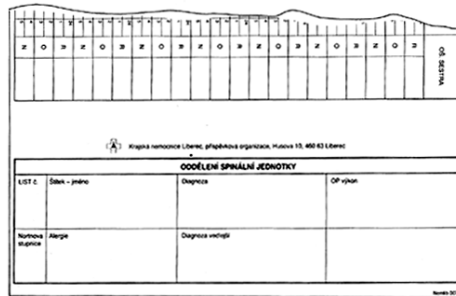 N O R N O R N O R N O R N O R N O R N O R
OŠ. SESTRA
Krajská nemocnice Liberec, příspěvková organizace, Husova 10, 460 63 Liberec
ODDĚLENÍ SPINÁLNÍ JEDNOTKY
LIST č. Štítek – jméno Diagnoza OP výkon
Nortnova stupnice Alergie Diagnoza vedlejší